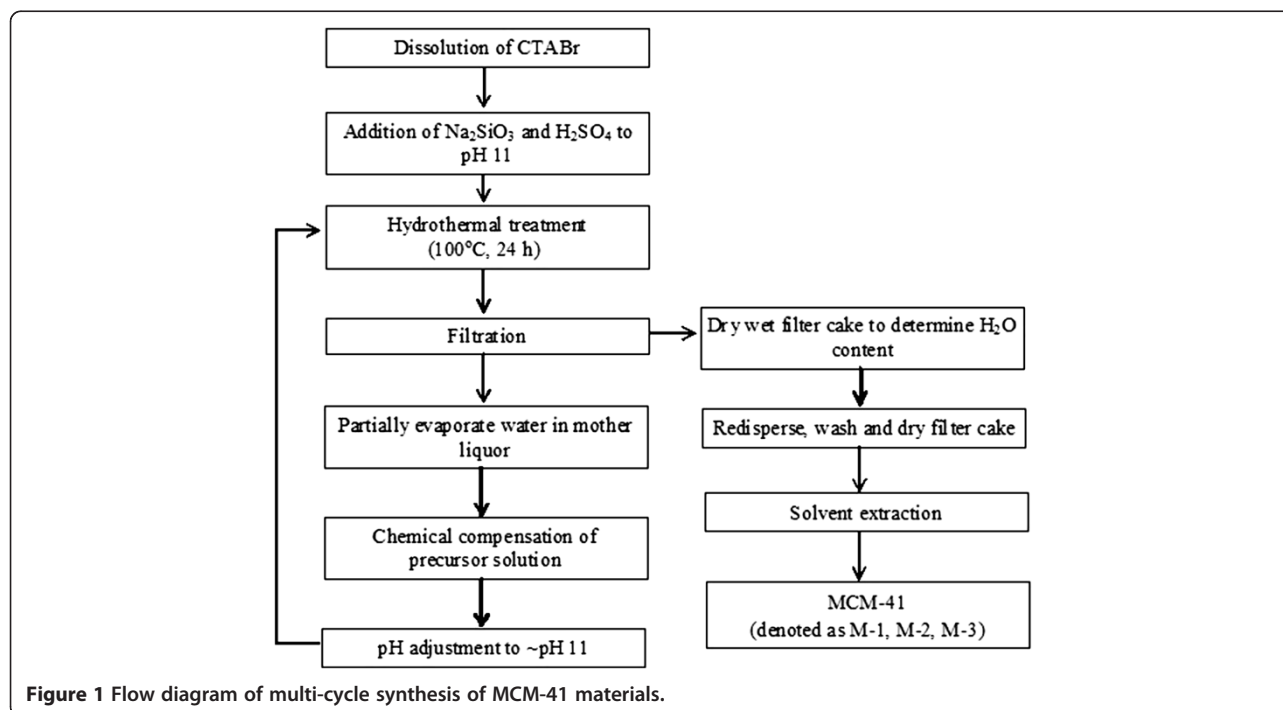 Dissolution of CTABr
Addition of Na₂SiO₃ and H₂SO₄ to
pH 11
Hydrothermal treatment
(100°C, 24 h)
Filtration
Partially evaporate water in mother
liquor
Chemical compensation of
precursor solution
pH adjustment to ~pH 11
Dry wet filter cake to determine H₂O
content
Redisperse, wash and dry filter cake
Solvent extraction
MCM-41
(denoted as M-1, M-2, M-3)
Figure 1 Flow diagram of multi-cycle synthesis of MCM-41 materials.